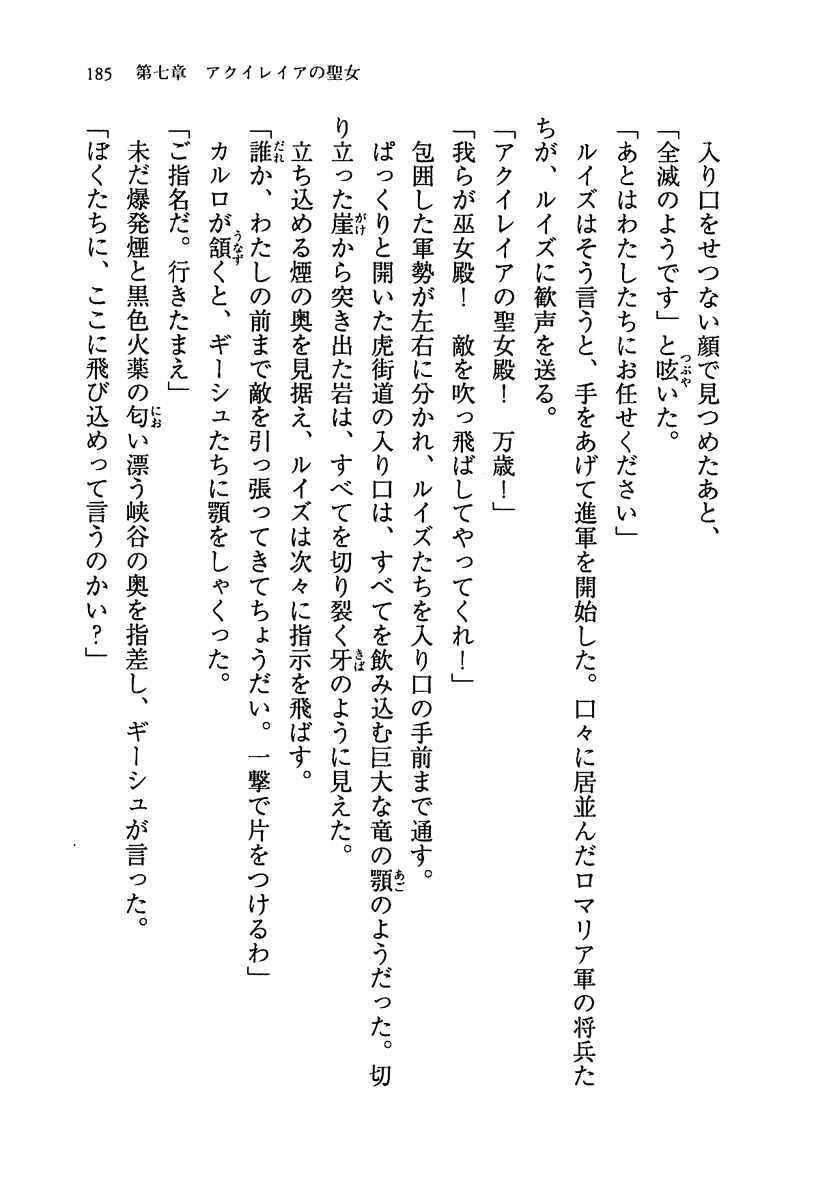 185　第七章　アクイレイアの聖女
入り口をせつない顔で見つめたあと、
「全滅のようです」と呟いた。
「あとはわたしたちにお任せください」
ルイズはそう言うと、手をあげて進軍を開始した。口々に居並んだロマリア軍の将兵た
ちが、ルイズに歓声を送る。
「アクイレイアの聖女殿！　万歳！」
「我らが巫女殿！　敵を吹っ飛ばしてやってくれ！」
包囲した軍勢が左右に分かれ、ルイズたちを入り口の手前まで通す。
ぱっくりと開いた虎街道の入り口は、すべてを飲み込む巨大な竜の顎のようだった。切
り立った崖から突き出た岩は、すべてを切り裂く牙のように見えた。
立ち込める煙の奥を見据え、ルイズは次々に指示を飛ばす。
「誰か、わたしの前まで敵を引っ張ってきてちょうだい。一撃で片をつけるわ」
カルロが頷くと、ギーシュたちに顎をしゃくった。
「ご指名だ。行きたまえ」
未だ爆発煙と黒色火薬の匂い漂う峡谷の奥を指差し、ギーシュが言った。
「ぼくたちに、ここに飛び込めって言うのかい？」